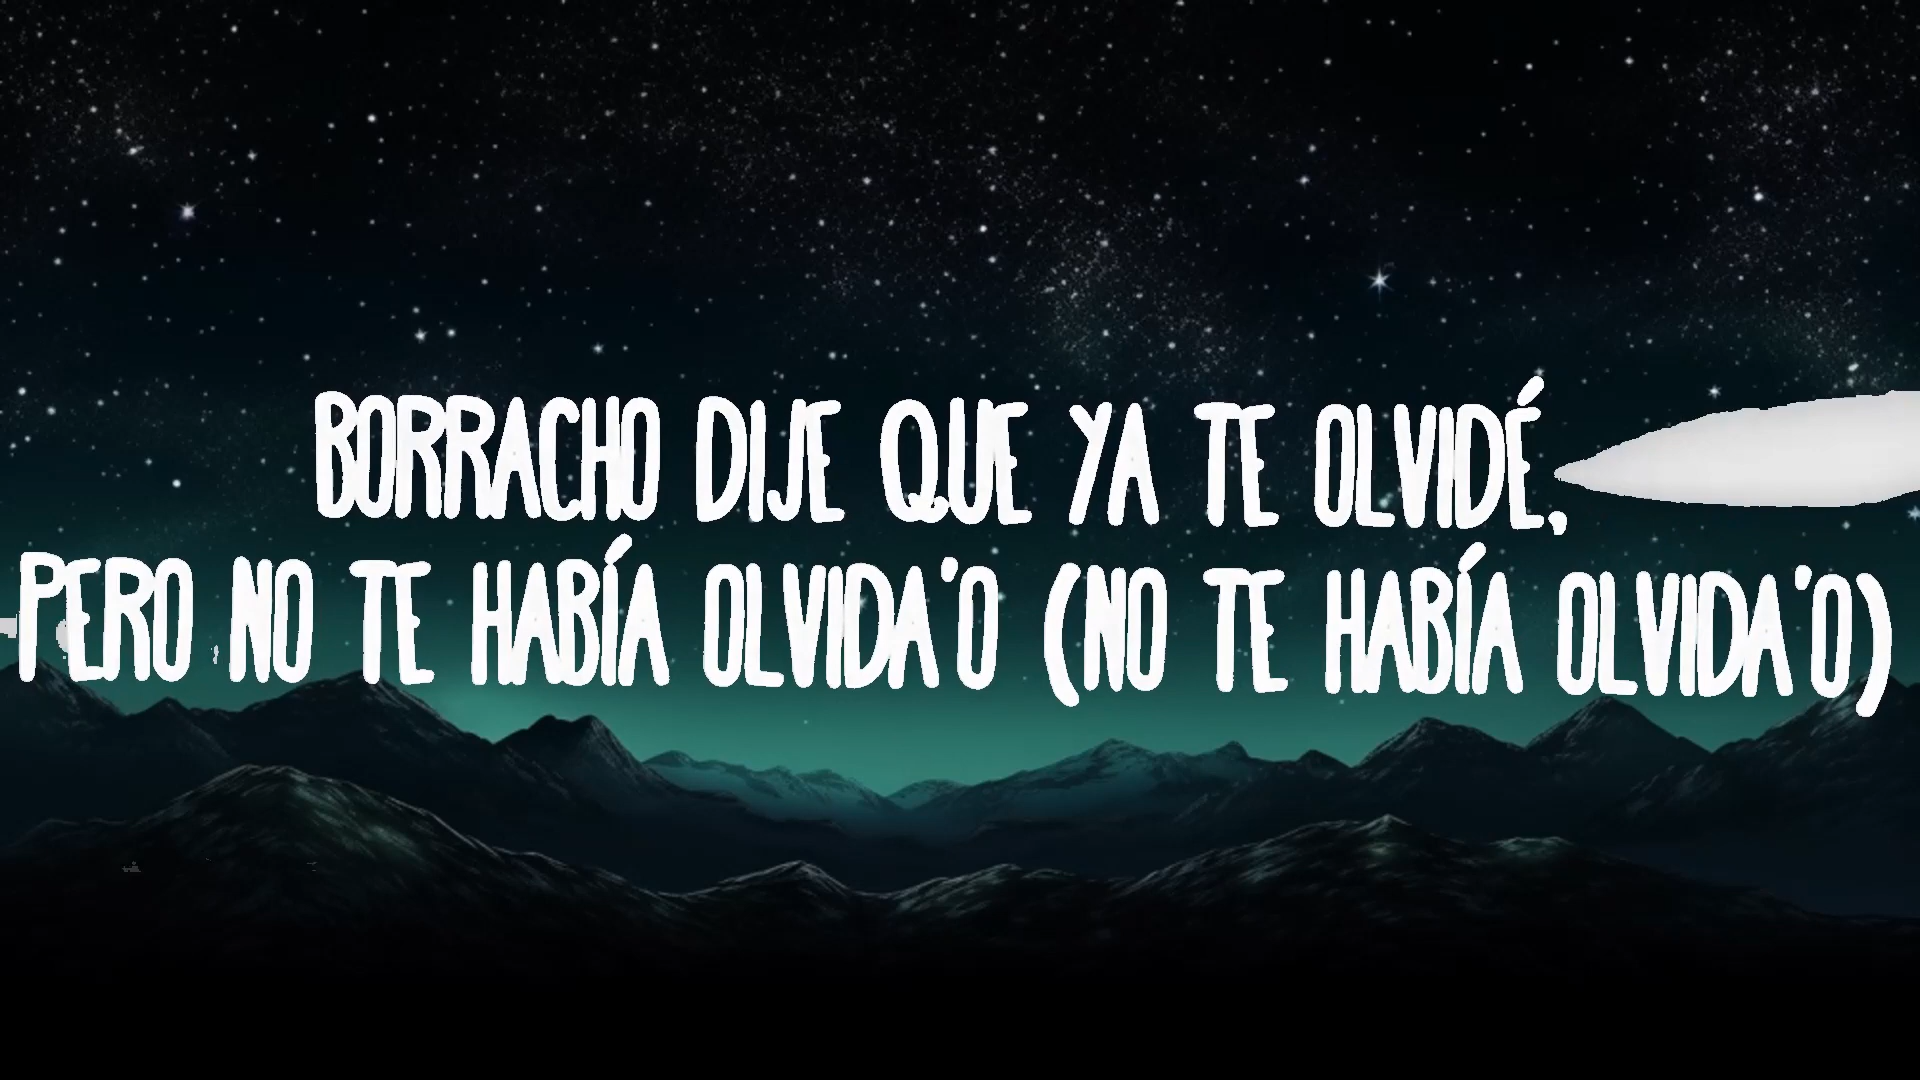 BORRACHO DIJE QUE YA TE OLVIDÉ,
PERO NO TE HABÍA OLVIDA'O (NO TE HABÍA OLVIDA'O)